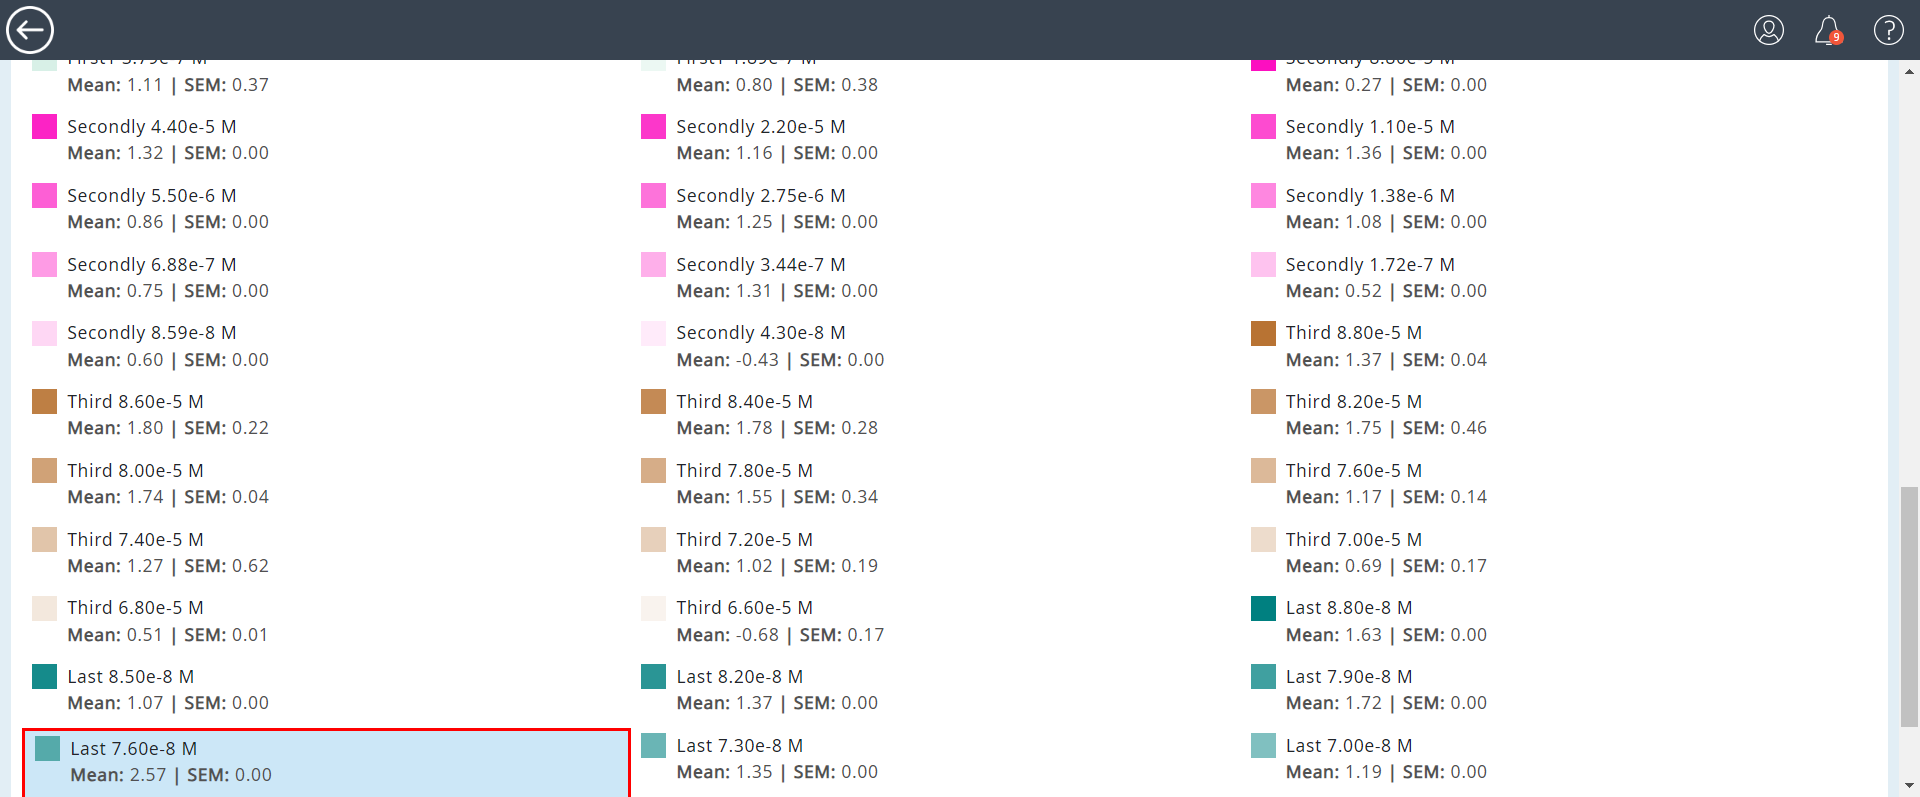 9
?
First1 3.79e-7 M
First1 1.89e-7 M
Secondly 8.80e-5 M
Mean: 1.11 | SEM: 0.37
Mean: 0.80 | SEM: 0.38
Mean: 0.27 | SEM: 0.00
Secondly 4.40e-5 M
Secondly 2.20e-5 M
Secondly 1.10e-5 M
Mean: 1.32 | SEM: 0.00
Mean: 1.16 | SEM: 0.00
Mean: 1.36 | SEM: 0.00
Secondly 5.50e-6 M
Secondly 2.75e-6 M
Secondly 1.38e-6 M
Mean: 0.86 | SEM: 0.00
Mean: 1.25 | SEM: 0.00
Mean: 1.08 | SEM: 0.00
Secondly 6.88e-7 M
Secondly 3.44e-7 M
Secondly 1.72e-7 M
Mean: 0.75 | SEM: 0.00
Mean: 1.31 | SEM: 0.00
Mean: 0.52 | SEM: 0.00
Secondly 8.59e-8 M
Secondly 4.30e-8 M
Third 8.80e-5 M
Mean: 0.60 | SEM: 0.00
Mean: -0.43 | SEM: 0.00
Mean: 1.37 | SEM: 0.04
Third 8.60e-5 M
Third 8.40e-5 M
Third 8.20e-5 M
Mean: 1.80 | SEM: 0.22
Mean: 1.78 | SEM: 0.28
Mean: 1.75 | SEM: 0.46
Third 8.00e-5 M
Third 7.80e-5 M
Third 7.60e-5 M
Mean: 1.74 | SEM: 0.04
Mean: 1.55 | SEM: 0.34
Mean: 1.17 | SEM: 0.14
Third 7.40e-5 M
Third 7.20e-5 M
Third 7.00e-5 M
Mean: 1.27 | SEM: 0.62
Mean: 1.02 | SEM: 0.19
Mean: 0.69 | SEM: 0.17
Third 6.80e-5 M
Third 6.60e-5 M
Last 8.80e-8 M
Mean: 0.51 | SEM: 0.01
Mean: -0.68 | SEM: 0.17
Mean: 1.63 | SEM: 0.00
Last 8.50e-8 M
Last 8.20e-8 M
Last 7.90e-8 M
Mean: 1.07 | SEM: 0.00
Mean: 1.37 | SEM: 0.00
Mean: 1.72 | SEM: 0.00
Last 7.60e-8 M
Last 7.30e-8 M
Last 7.00e-8 M
Mean: 2.57 | SEM: 0.00
Mean: 1.35 | SEM: 0.00
Mean: 1.19 | SEM: 0.00